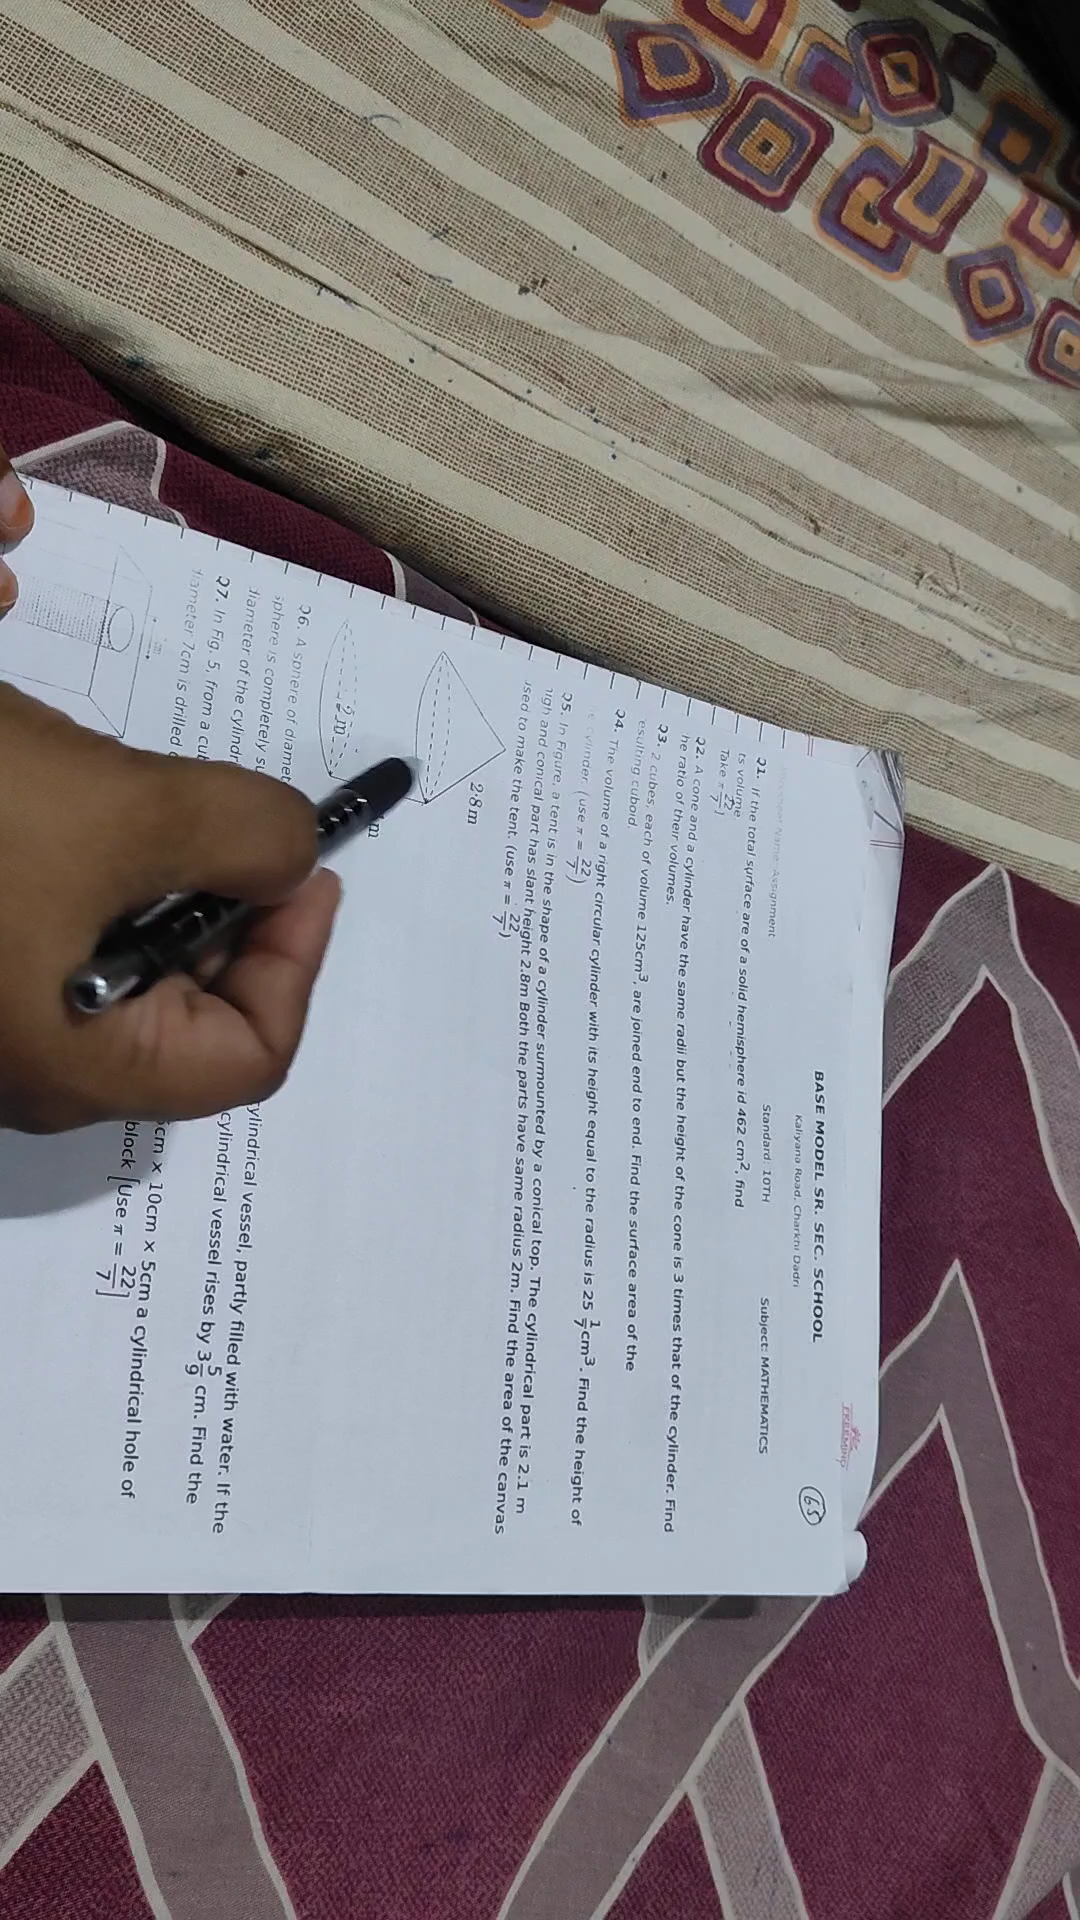 BASE MODEL SR. SEC. SCHOOL
Kaliyana Road, Charkhi Dadri
65
Name: Assignment Standard: 10TH Subject: MATHEMATICS
Q1. If the total surface are of a solid hemisphere id 462 cm², find
ts volume
Take π = 22/7]
Q2. A cone and a cylinder have the same radii but the height of the cone is 3 times that of the cylinder. Find
he ratio of their volumes.
Q3. 2 cubes, each of volume 125cm³, are joined end to end. Find the surface area of the
esulting cuboid.
Q4. The volume of a right circular cylinder with its height equal to the radius is 25 1/7 cm³. Find the height of
e cylinder. (use π = 22/7)
Q5. In Figure, a tent is in the shape of a cylinder surmounted by a conical top. The cylindrical part is 2.1 m
igh and conical part has slant height 2.8m Both the parts have same radius 2m. Find the area of the canvas
used to make the tent. (use π = 22/7)
2·8m
m
2 m
Q6. A sphere of diamet ylindrical vessel, partly filled with water. If the
sphere is completely su cylindrical vessel rises by 3 5/9 cm. Find the
diameter of the cylindr
Q7. In Fig. 5, from a cu cm × 10cm × 5cm a cylindrical hole of
diameter 7cm is drilled block [Use π = 22/7]